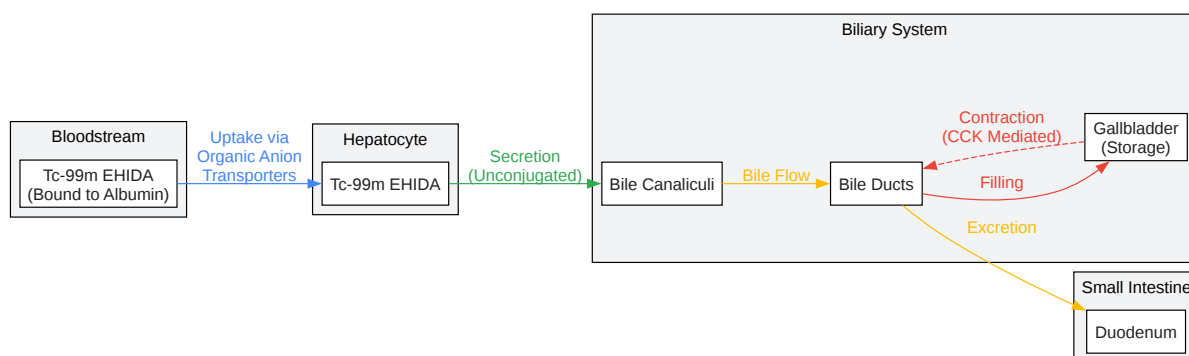 Biliary System
Bloodstream
Tc-99m EHIDA
(Bound to Albumin)
Uptake via
Organic Anion
Transporters
Hepatocyte
Tc-99m EHIDA
Secretion
(Unconjugated)
Bile Canaliculi
Bile Flow
Bile Ducts
Contraction
(CCK Mediated)
Gallbladder
(Storage)
Filling
Excretion
Small Intestine
Duodenum